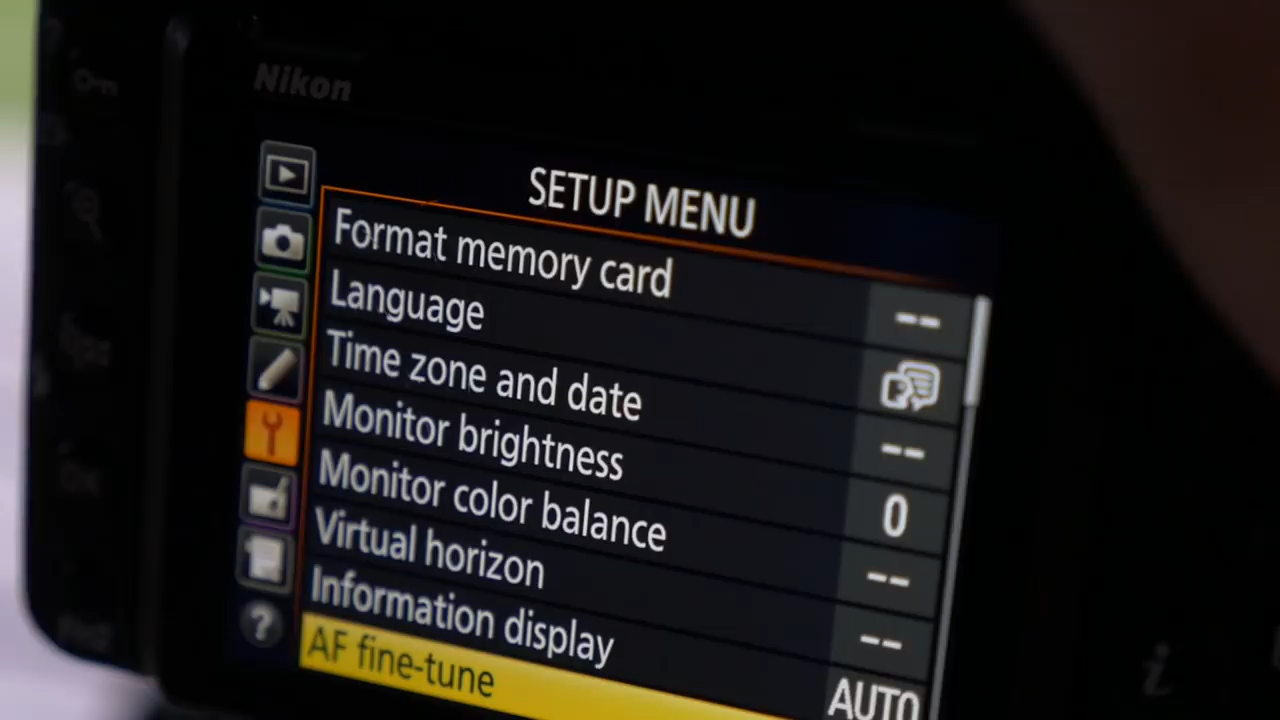 Nikon
SETUP MENU
Format memory card --
Language
Time zone and date --
Monitor brightness 0
Monitor color balance --
Virtual horizon --
Information display AUTO
AF fine-tune
?
i